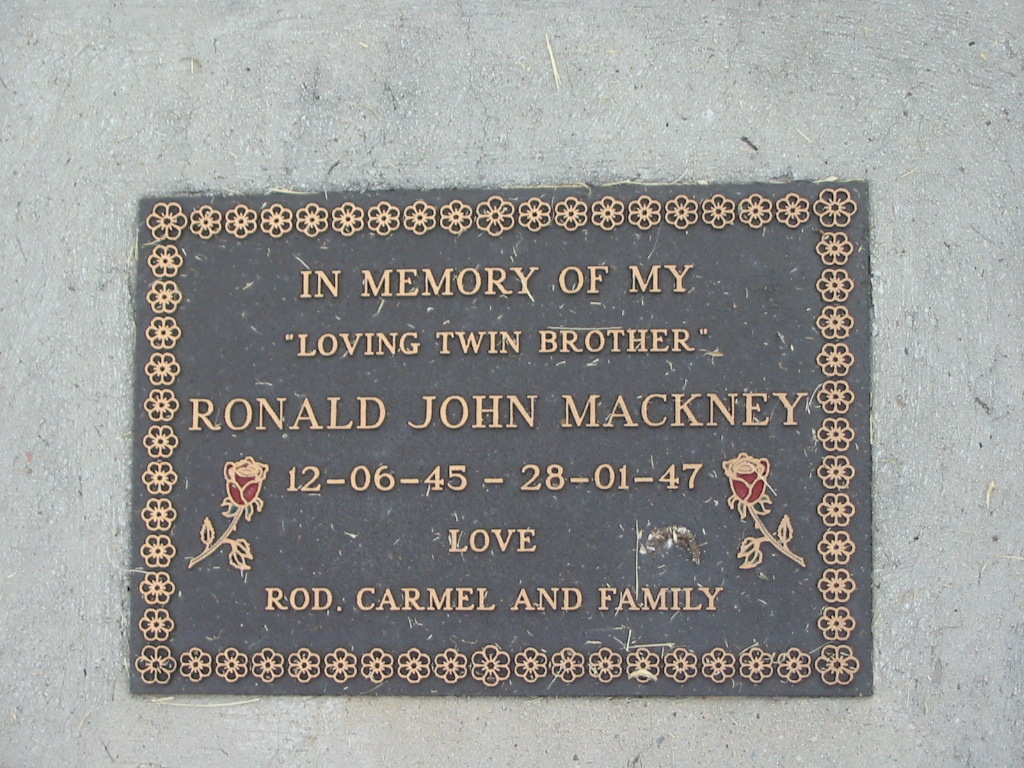 IN MEMORY OF MY
"LOVING TWIN BROTHER"
RONALD JOHN MACKNEY
12-06-45 - 28-01-47
LOVE
ROD. CARMEL AND FAMILY